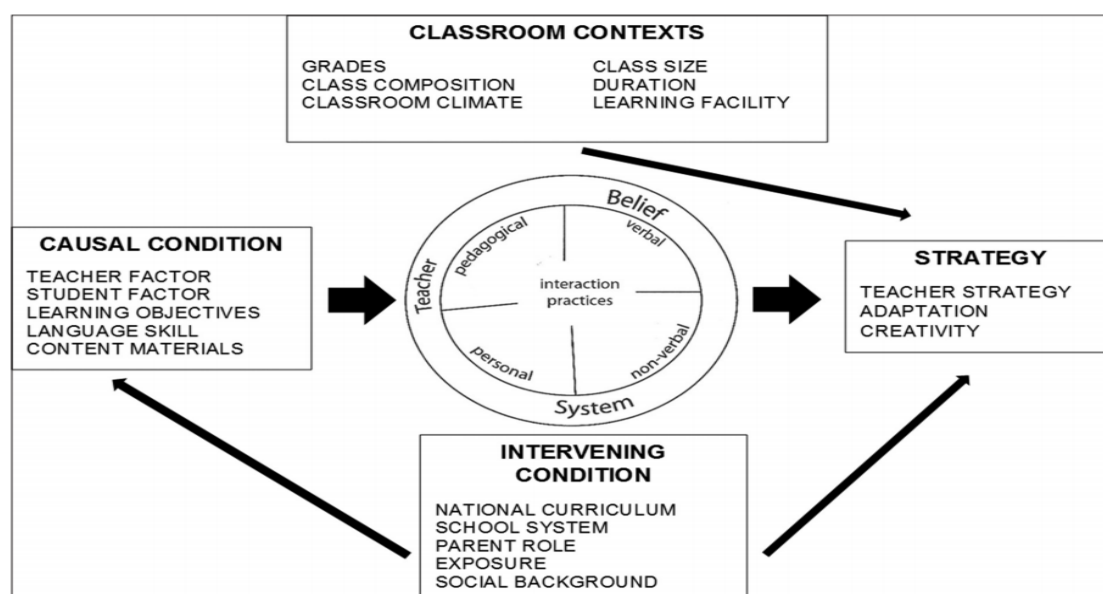 CLASSROOM CONTEXTS
GRADES
CLASS COMPOSITION
CLASSROOM CLIMATE
CLASS SIZE
DURATION
LEARNING FACILITY
CAUSAL CONDITION
TEACHER FACTOR
STUDENT FACTOR
LEARNING OBJECTIVES
LANGUAGE SKILL
CONTENT MATERIALS
Teacher
Belief
System
pedagogical
verbal
interaction
practices
personal
non-verbal
STRATEGY
TEACHER STRATEGY
ADAPTATION
CREATIVITY
INTERVENING
CONDITION
NATIONAL CURRICULUM
SCHOOL SYSTEM
PARENT ROLE
EXPOSURE
SOCIAL BACKGROUND